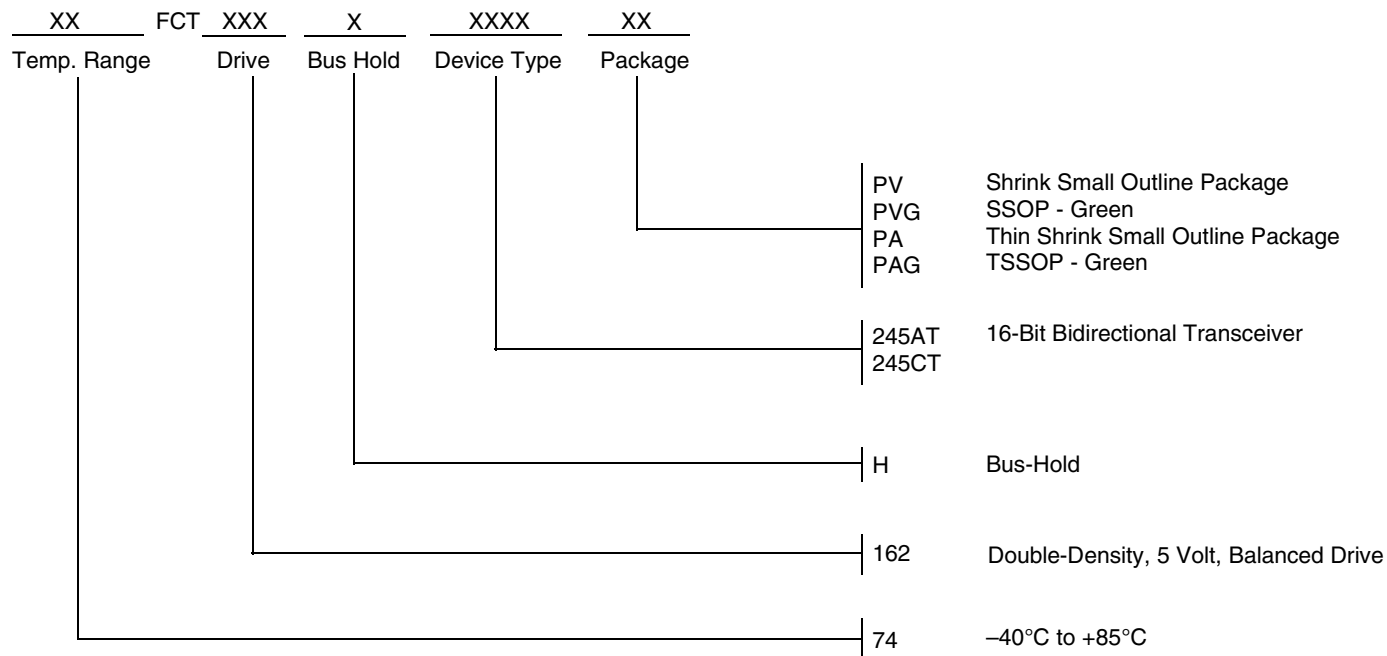 XX FCT XXX X XXXX XX
Temp. Range Drive Bus Hold Device Type Package
PV Shrink Small Outline Package
PVG SSOP - Green
PA Thin Shrink Small Outline Package
PAG TSSOP - Green
245AT 16-Bit Bidirectional Transceiver
245CT
H Bus-Hold
162 Double-Density, 5 Volt, Balanced Drive
74 –40°C to +85°C